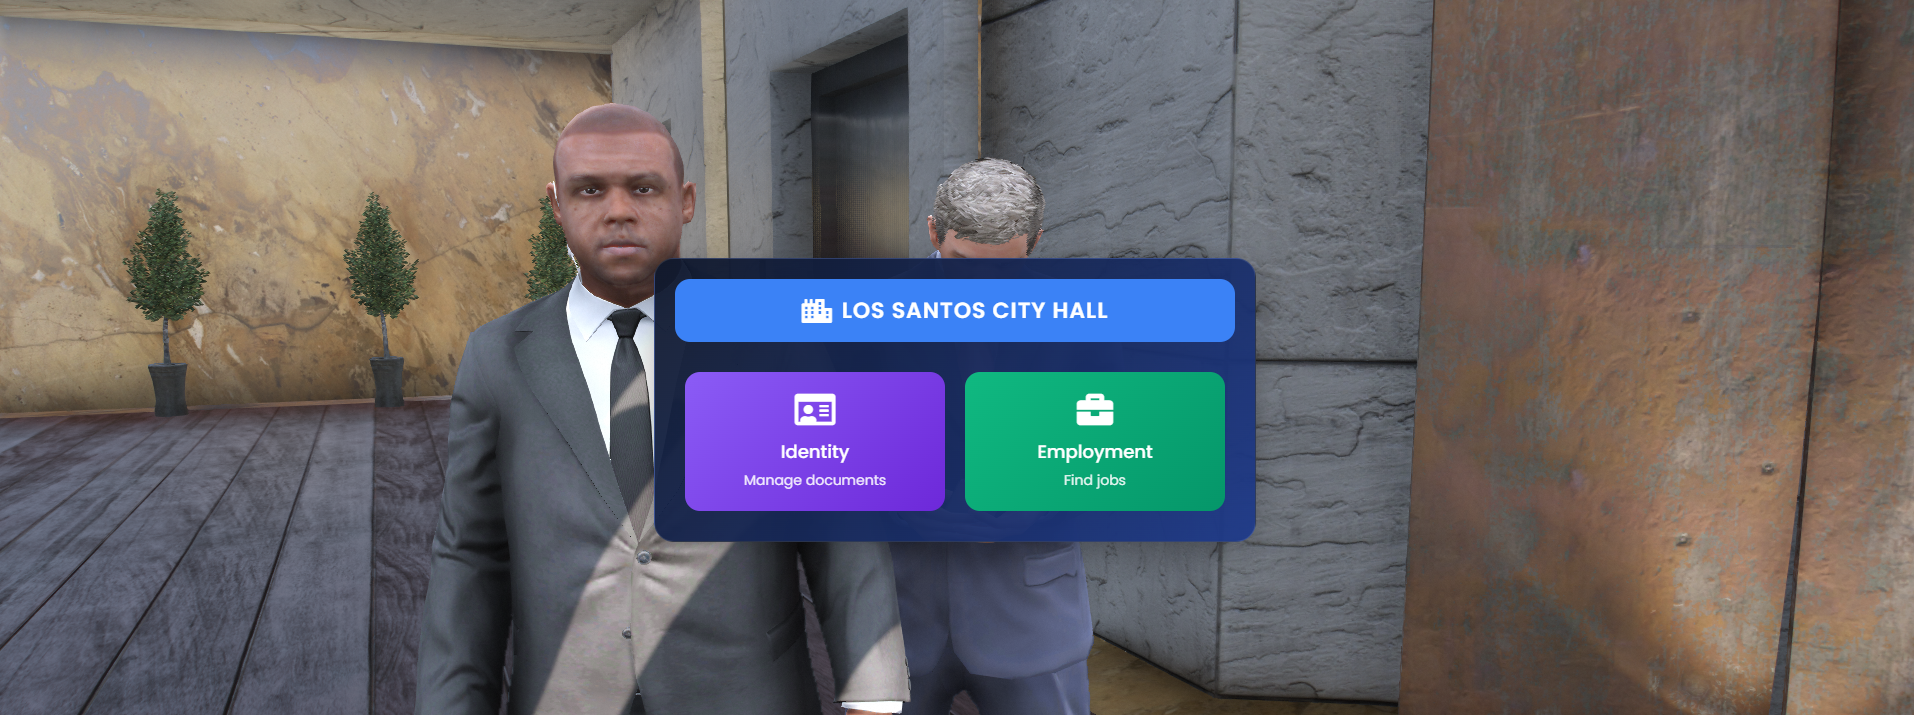 LOS SANTOS CITY HALL
Identity
Manage documents
Employment
Find jobs